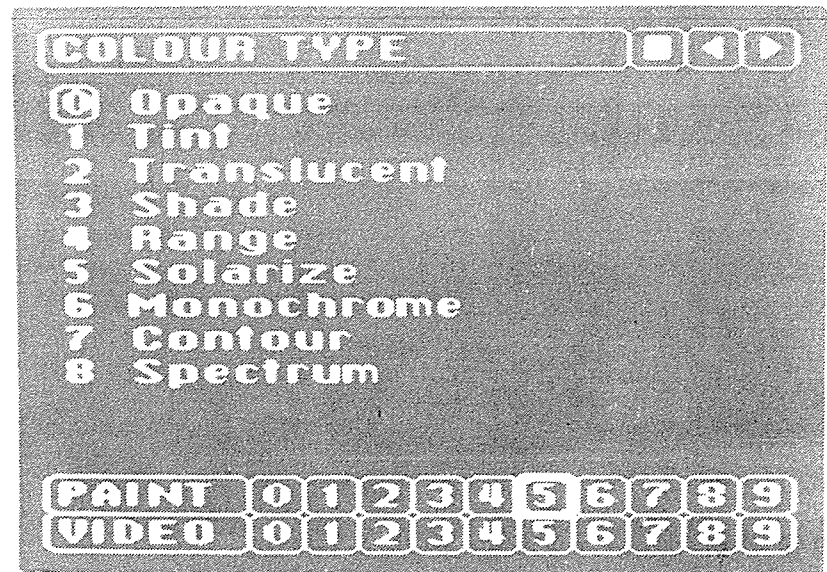 COLOUR TYPE
0 Opaque
1 Tint
2 Translucent
3 Shade
4 Range
5 Solarize
6 Monochrome
7 Contour
8 Spectrum
PAINT 0 1 2 3 4 5 6 7 8 9
VIDEO 0 1 2 3 4 5 6 7 8 9